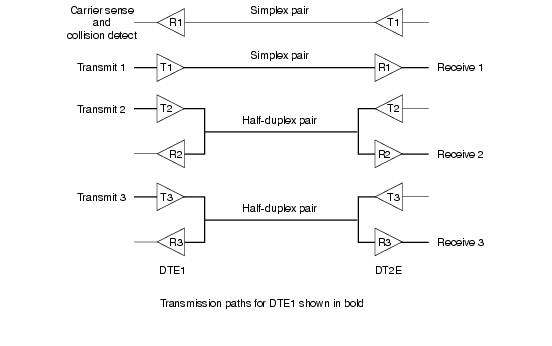 Carrier sense
and
collision detect
R1
Simplex pair
T1
Simplex pair
Transmit 1
T1
R1
Receive 1
Transmit 2
T2
T2
Half-duplex pair
R2
R2
Receive 2
Transmit 3
T3
T3
Half-duplex pair
R3
R3
Receive 3
DTE1
DT2E
Transmission paths for DTE1 shown in bold